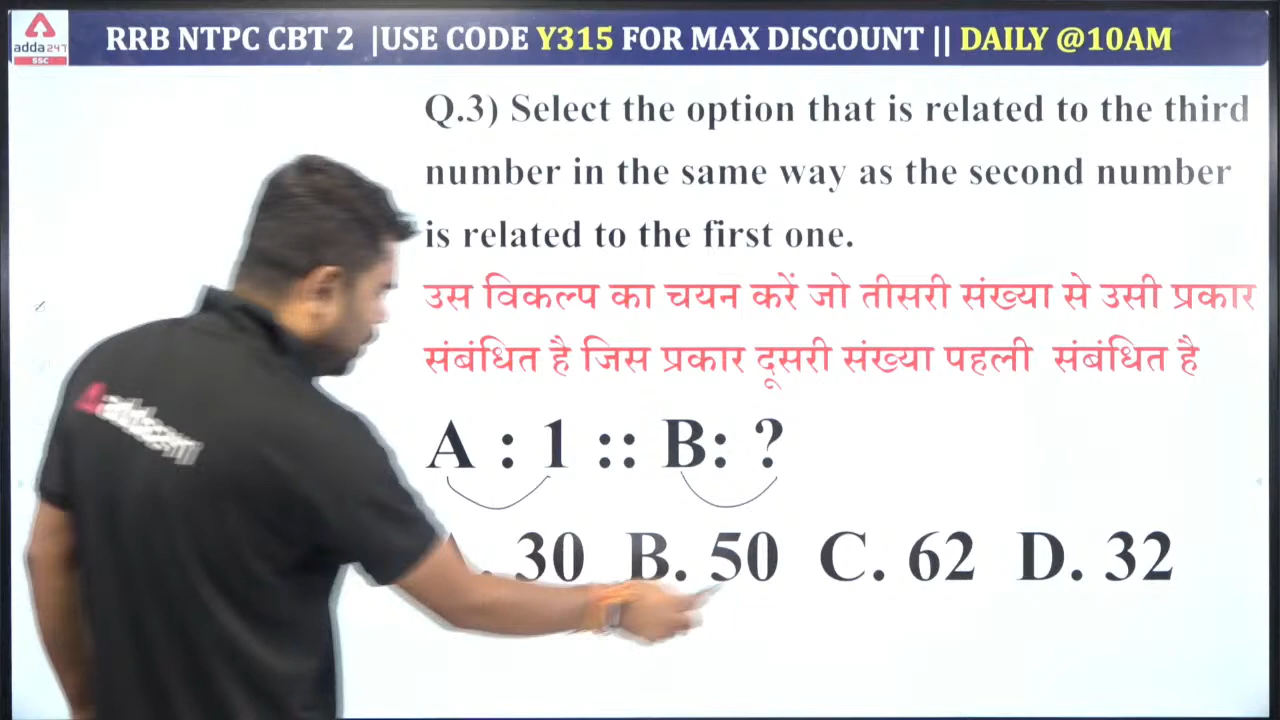 adda247
SSC
RRB NTPC CBT 2 |USE CODE Y315 FOR MAX DISCOUNT || DAILY @10AM
Q.3) Select the option that is related to the third
number in the same way as the second number
is related to the first one.
उस विकल्प का चयन करें जो तीसरी संख्या से उसी प्रकार
संबंधित है जिस प्रकार दूसरी संख्या पहली संबंधित है
A : 1 :: B: ?
30 B. 50 C. 62 D. 32